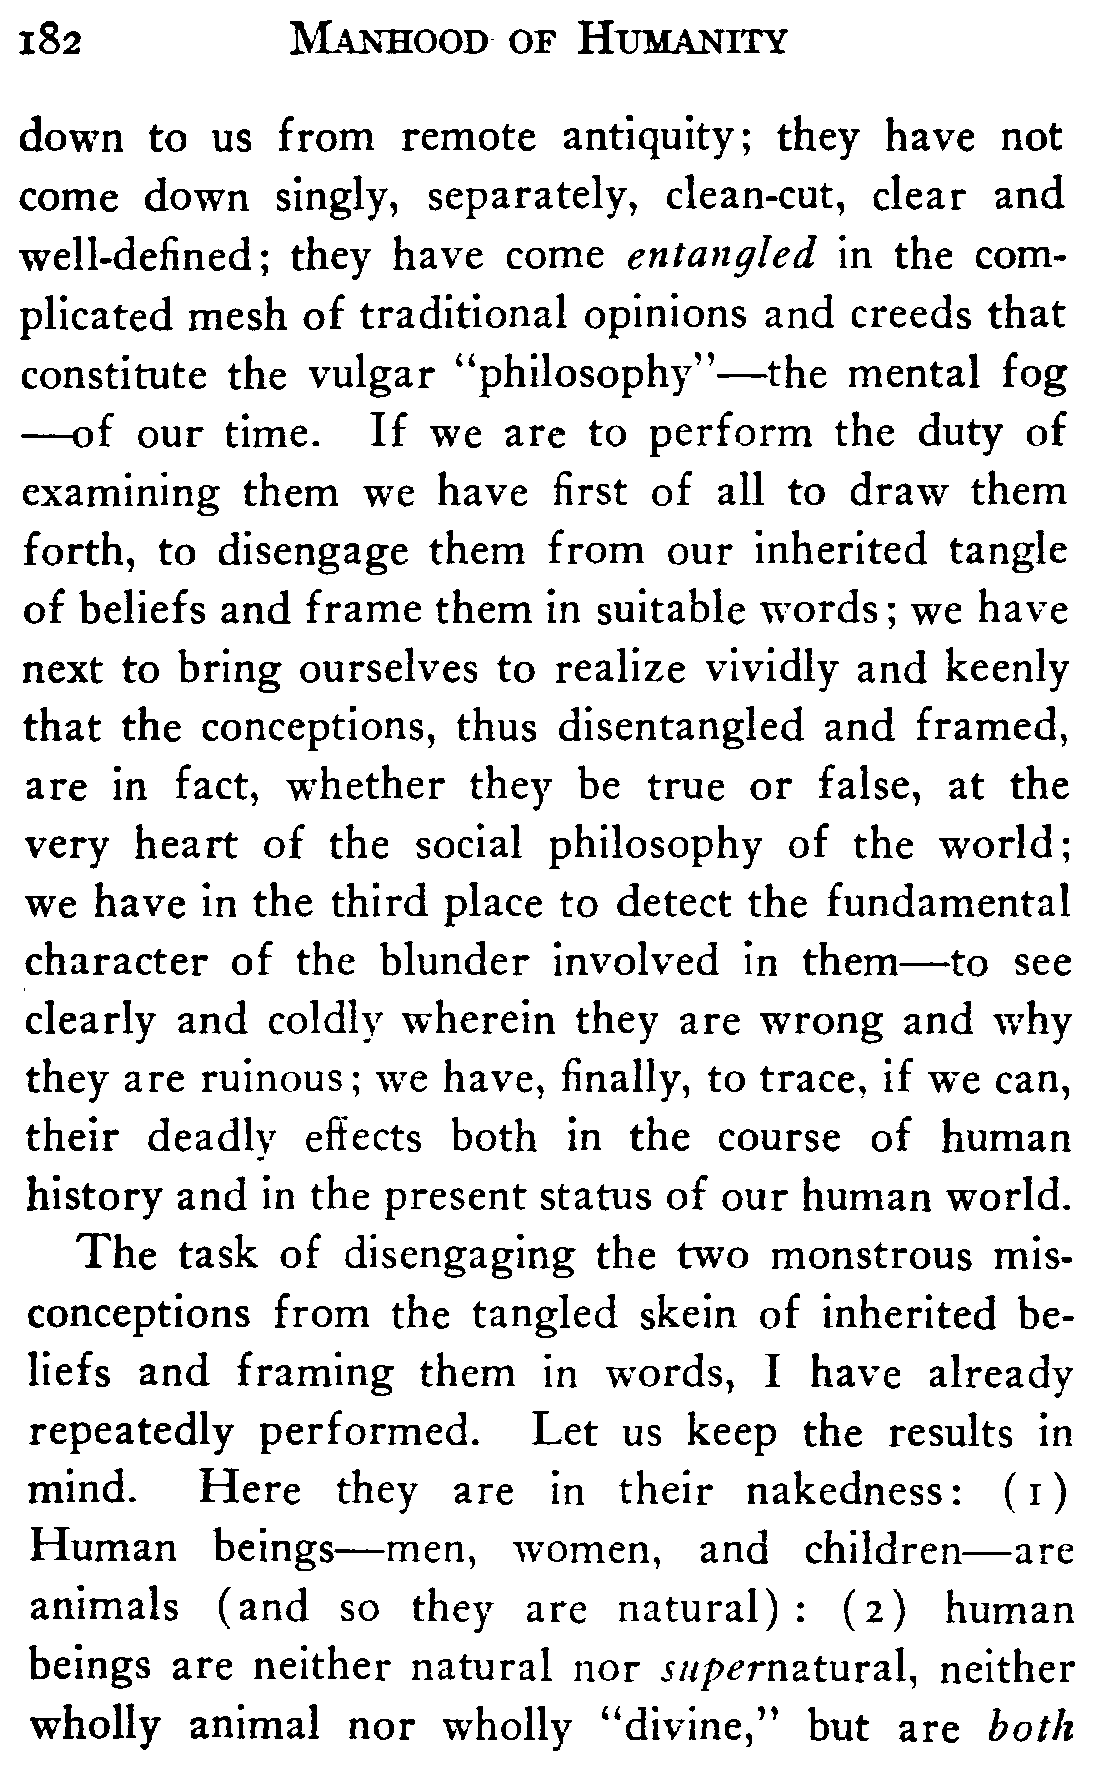 182 Manhood of Humanity
down to us from remote antiquity; they have not
come down singly, separately, clean-cut, clear and
well-defined; they have come entangled in the com-
plicated mesh of traditional opinions and creeds that
constitute the vulgar “philosophy”—the mental fog
—of our time. If we are to perform the duty of
examining them we have first of all to draw them
forth, to disengage them from our inherited tangle
of beliefs and frame them in suitable words; we have
next to bring ourselves to realize vividly and keenly
that the conceptions, thus disentangled and framed,
are in fact, whether they be true or false, at the
very heart of the social philosophy of the world;
we have in the third place to detect the fundamental
character of the blunder involved in them—to see
clearly and coldly wherein they are wrong and why
they are ruinous; we have, finally, to trace, if we can,
their deadly effects both in the course of human
history and in the present status of our human world.
The task of disengaging the two monstrous mis-
conceptions from the tangled skein of inherited be-
liefs and framing them in words, I have already
repeatedly performed. Let us keep the results in
mind. Here they are in their nakedness: (1)
Human beings—men, women, and children—are
animals (and so they are natural): (2) human
beings are neither natural nor supernatural, neither
wholly animal nor wholly “divine,” but are both